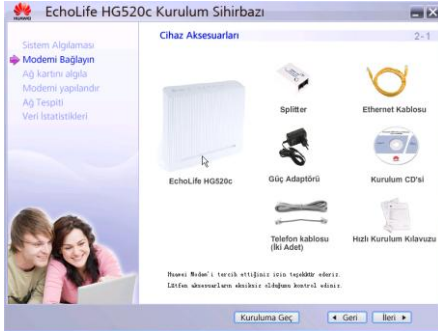 EchoLife HG520c Kurulum Sihirbazı
HUAWEI
Cihaz Aksesuarları
2-1
Sistem Algılaması
Modemi Bağlayın
Ağ kartını algıla
Modemi yapılandır
Ağ Tespiti
Veri İstatistikleri
Splitter
Ethernet Kablosu
EchoLife HG520c
Güç Adaptörü
Kurulum CD'si
Telefon kablosu
(İki Adet)
Hızlı Kurulum Kılavuzu
Huawei Modem'i tercih ettiğiniz için teşekkür ederiz.
Lütfen aksesuarların eksiksiz olduğunu kontrol ediniz.
Kuruluma Geç
Geri
İleri